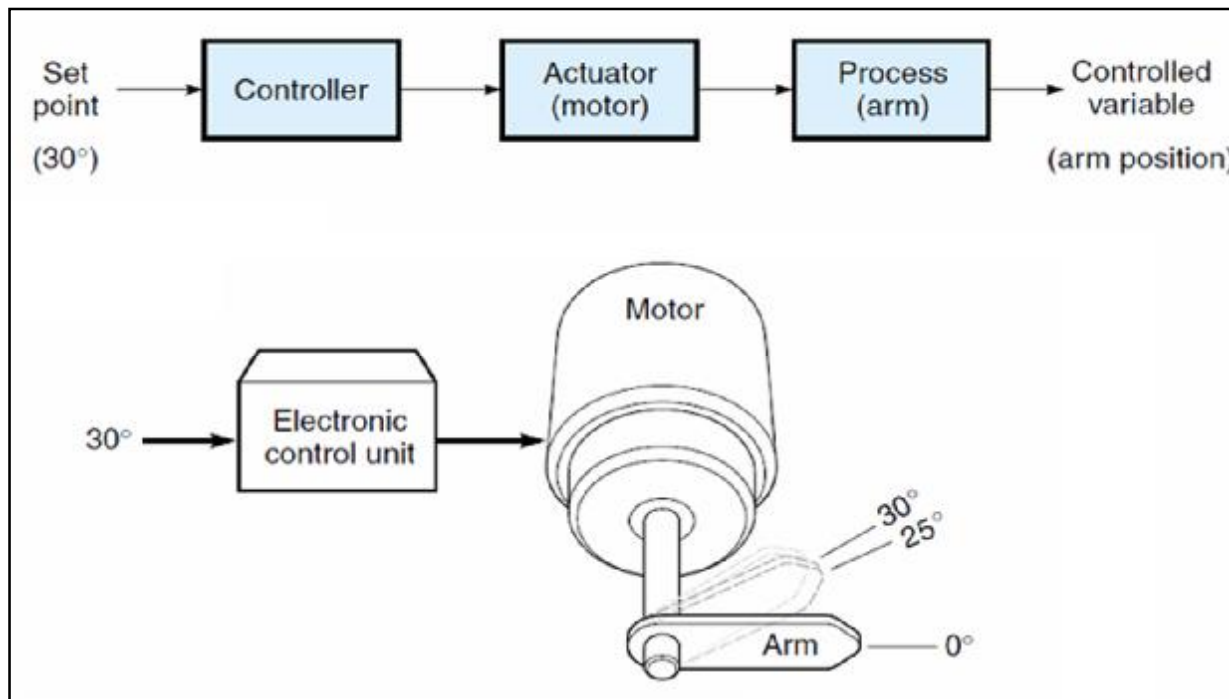 Set
point
(30°)
Controller
Actuator
(motor)
Process
(arm)
Controlled
variable
(arm position)
Motor
30°
Electronic
control unit
30°
25°
Arm
0°